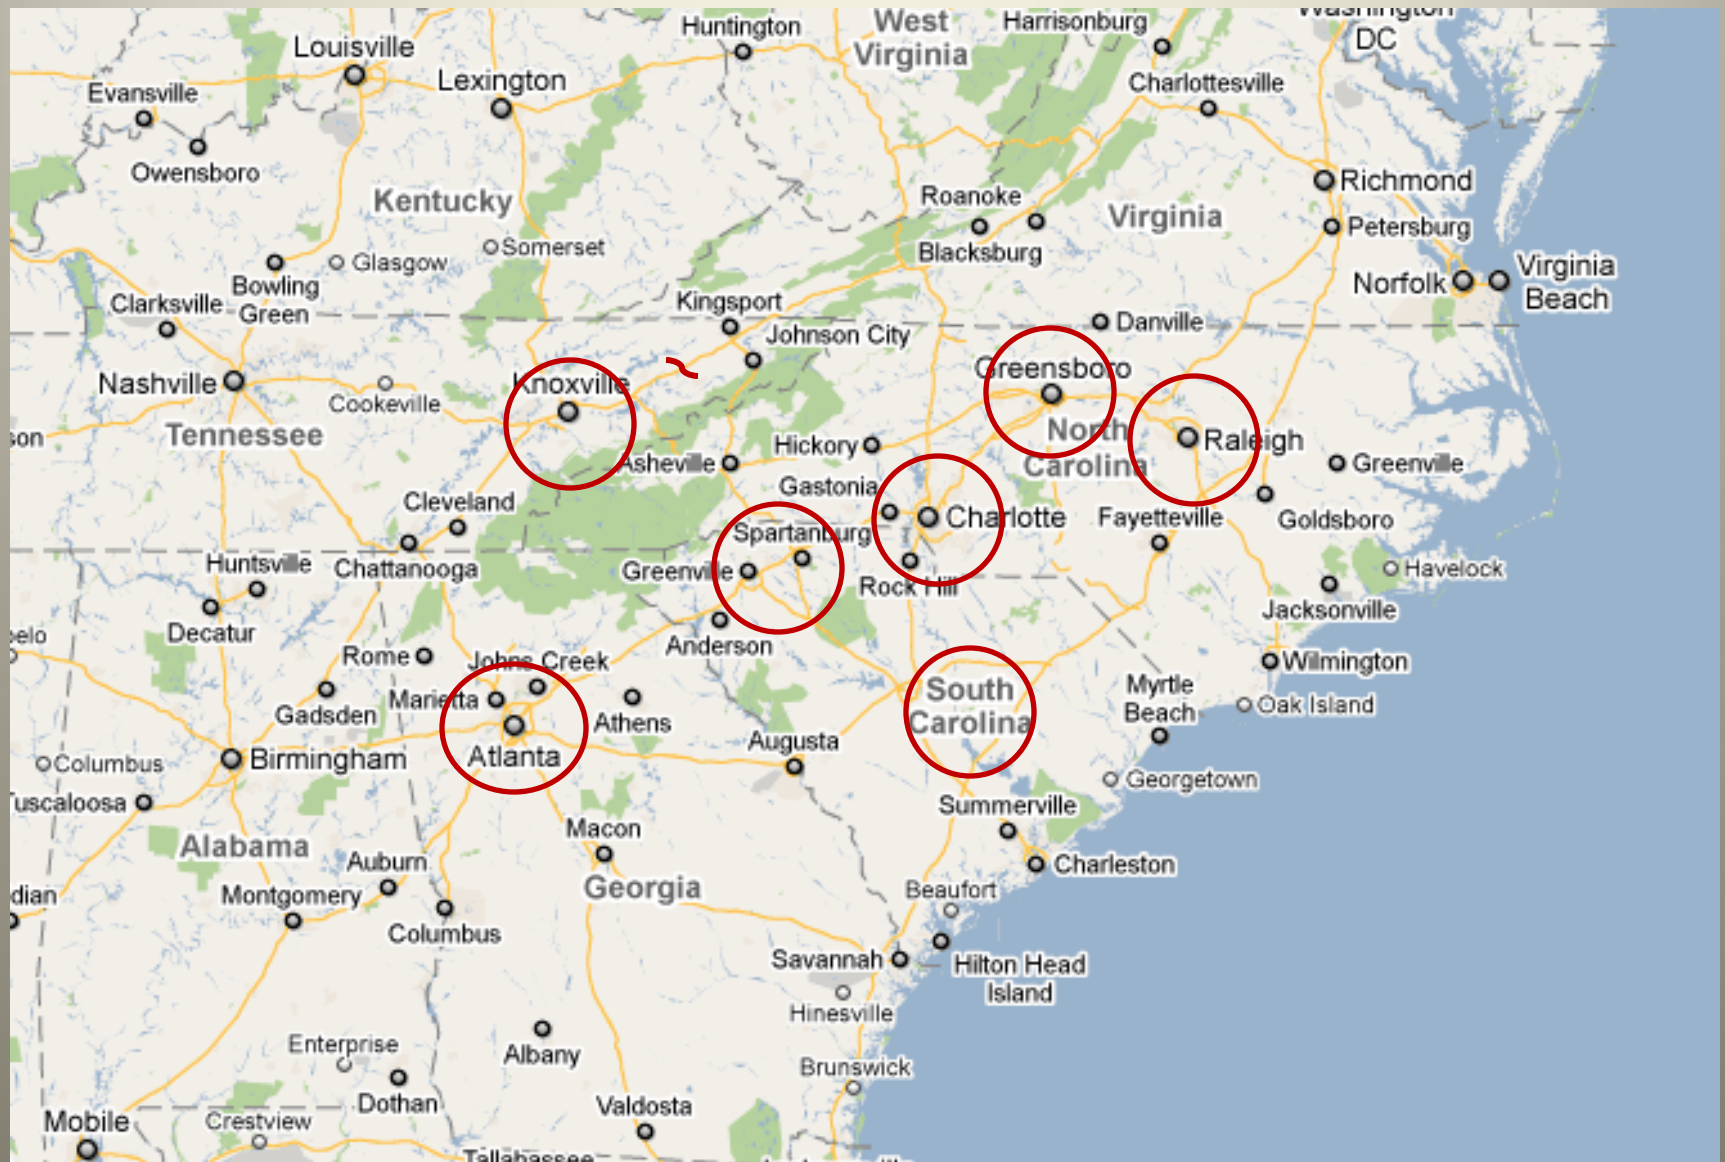 Huntington
West
Virginia
Harrisonburg
Washington
DC
Louisville
Lexington
Charlottesville
Evansville
Owensboro
Richmond
Kentucky
Roanoke
Virginia
Petersburg
Blacksburg
Somerset
Glasgow
Bowling
Green
Clarksville
Kingsport
Norfolk
Virginia
Beach
Danville
Johnson City
Nashville
Cookeville
Knoxville
Greensboro
Tennessee
Hickory
North
Carolina
Raleigh
Asheville
Greenville
son
Cleveland
Gastonia
Charlotte
Fayetteville
Goldsboro
Spartanburg
Huntsville
Chattanooga
Greenville
Rock Hill
Havelock
Jacksonville
Decatur
elo
Anderson
Rome
Johns Creek
Wilmington
Marietta
South
Carolina
Myrtle
Beach
Oak Island
Gadsden
Athens
Augusta
Birmingham
Atlanta
Columbus
Georgetown
Tuscaloosa
Summerville
Macon
Alabama
Auburn
Charleston
Georgia
dian
Montgomery
Beaufort
Columbus
Savannah
Hilton Head
Island
Hinesville
Enterprise
Albany
Brunswick
Dothan
Valdosta
Mobile
Crestview
Tallahassee